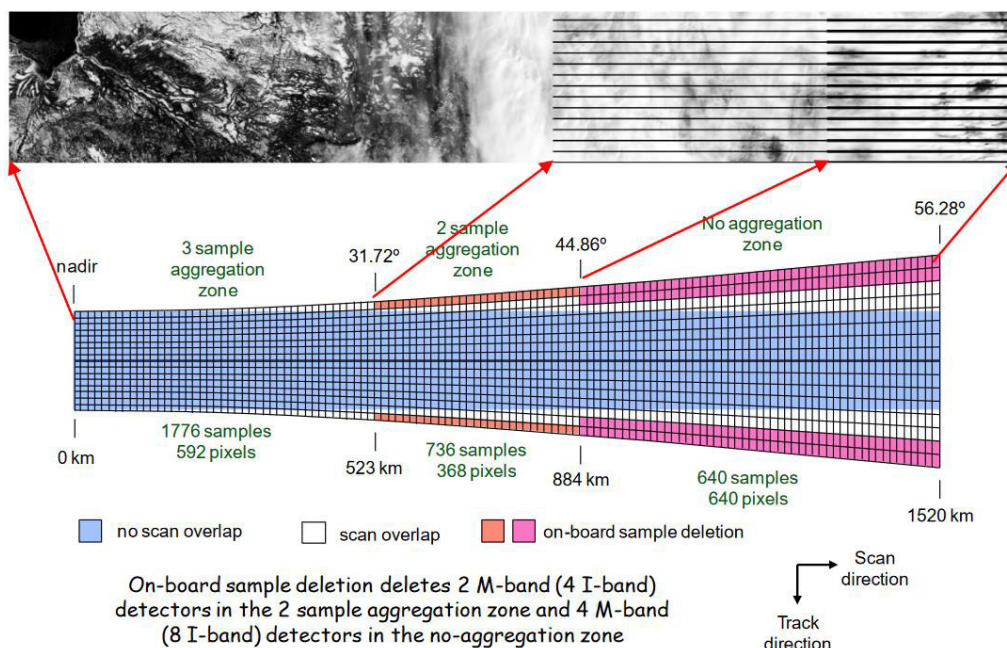 56.28º
2 sample
aggregation
zone
44.86º
No aggregation
zone
3 sample
aggregation
zone
31.72º
nadir
0 km
1776 samples
592 pixels
523 km
736 samples
368 pixels
884 km
640 samples
640 pixels
1520 km
no scan overlap
scan overlap
on-board sample deletion
On-board sample deletion deletes 2 M-band (4 I-band)
detectors in the 2 sample aggregation zone and 4 M-band
(8 I-band) detectors in the no-aggregation zone
Scan
direction
Track
direction